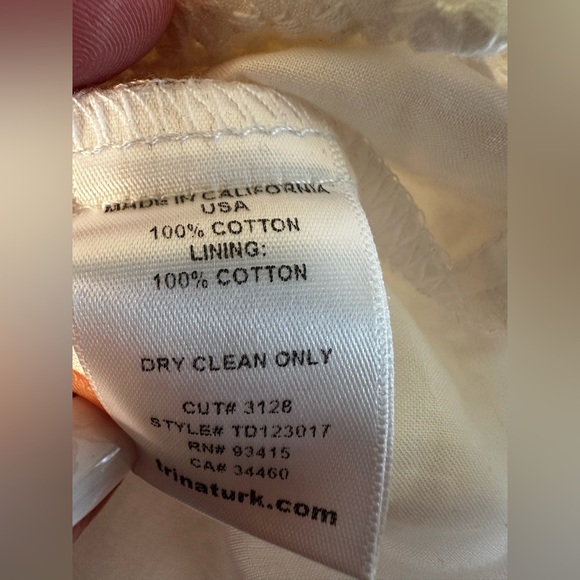 MADE IN CALIFORNIA
USA
100% COTTON
LINING:
100% COTTON
DRY CLEAN ONLY
CUT# 3128
STYLE# TD123017
RN# 93415
CA# 34460
trinaturk.com